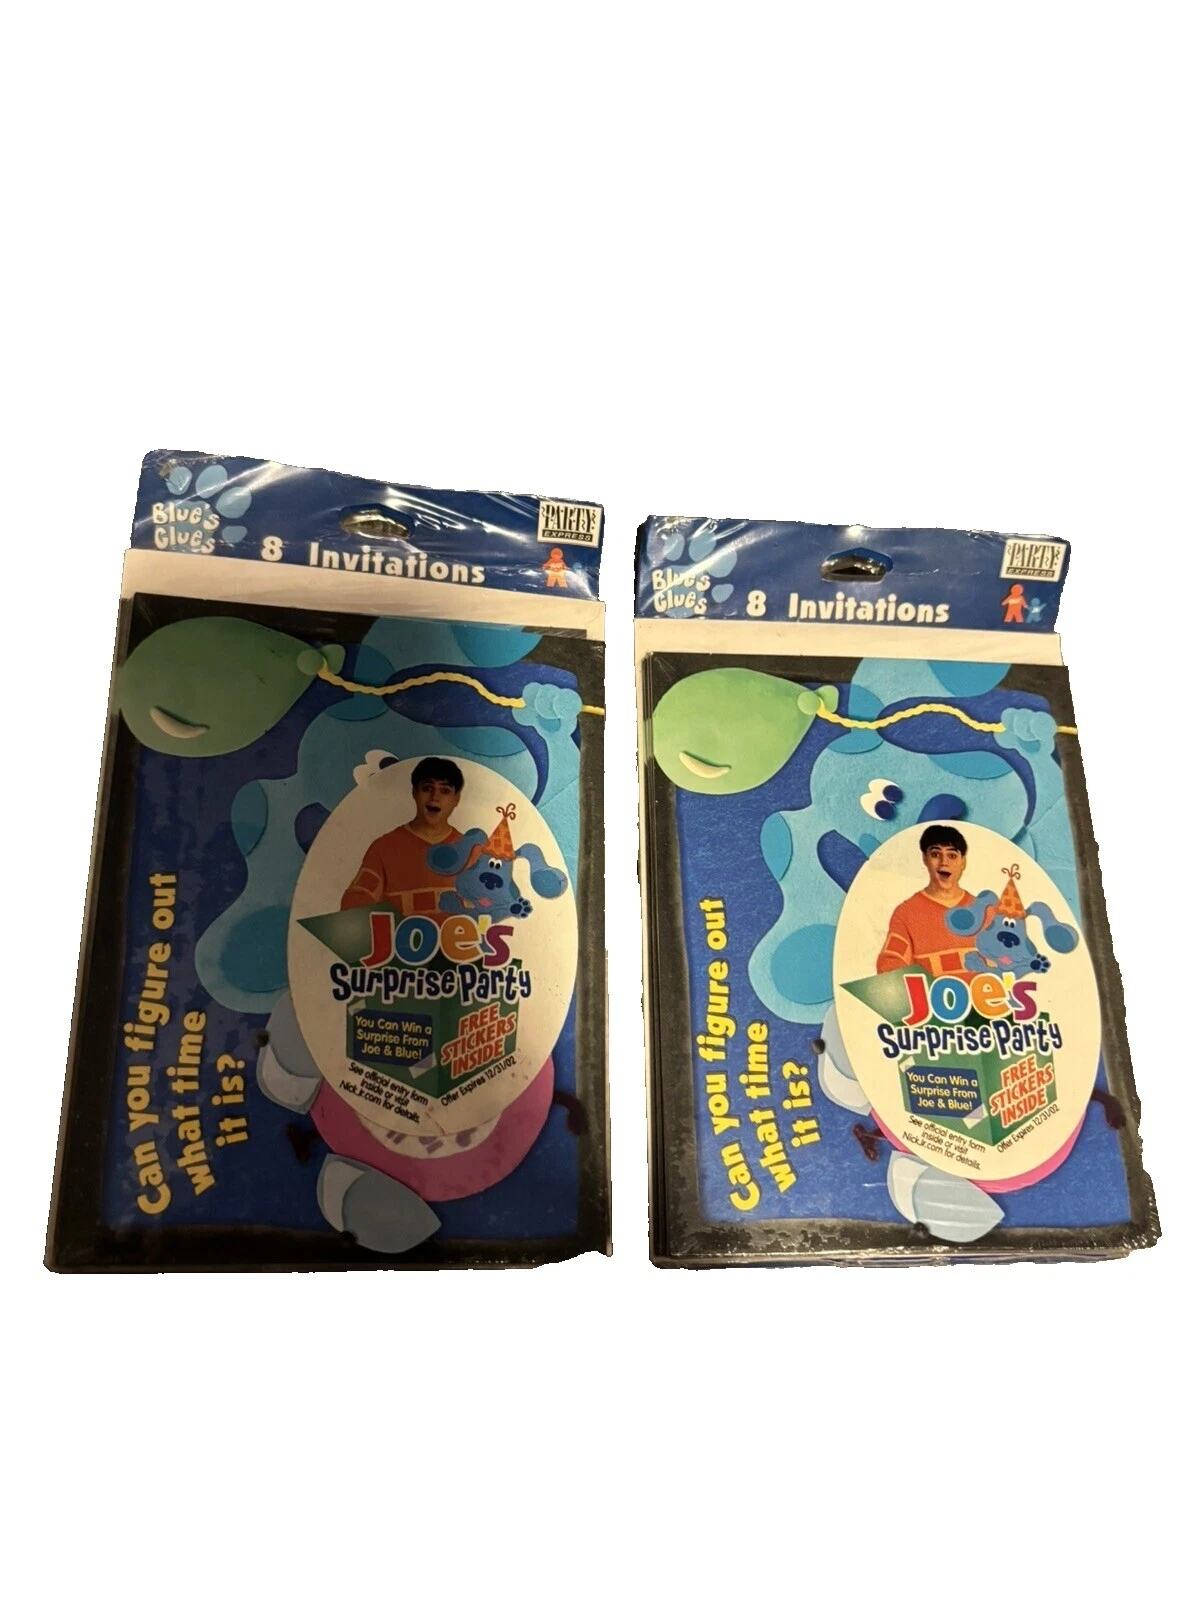 Blue's
Clues
8 Invitations
PARTY
EXPRESS
Can you figure out
what time
it is?
Joe's
Surprise Party
You Can Win a
Surprise From
Joe & Blue!
FREE
STICKERS
INSIDE
See official entry form
inside or visit
NickJr.com for details.
Offer Expires 12/31/02
Blue's
Clues
8 Invitations
PARTY
EXPRESS
Can you figure out
what time
it is?
Joe's
Surprise Party
You Can Win a
Surprise From
Joe & Blue!
FREE
STICKERS
INSIDE
See official entry form
inside or visit
NickJr.com for details.
Offer Expires 12/31/02